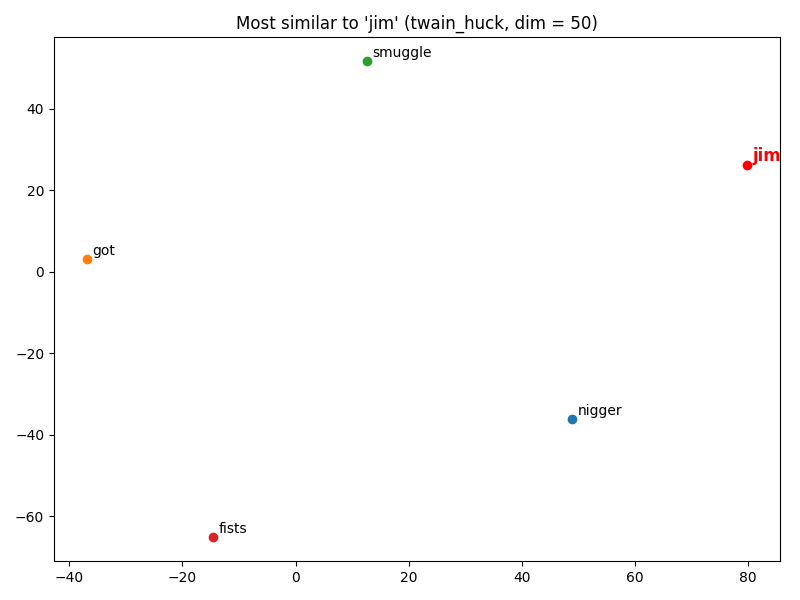 Most similar to 'jim' (twain_huck, dim = 50)
smuggle
40
jim
20
got
0
−20
nigger
−40
fists
−60
−40 −20 0 20 40 60 80